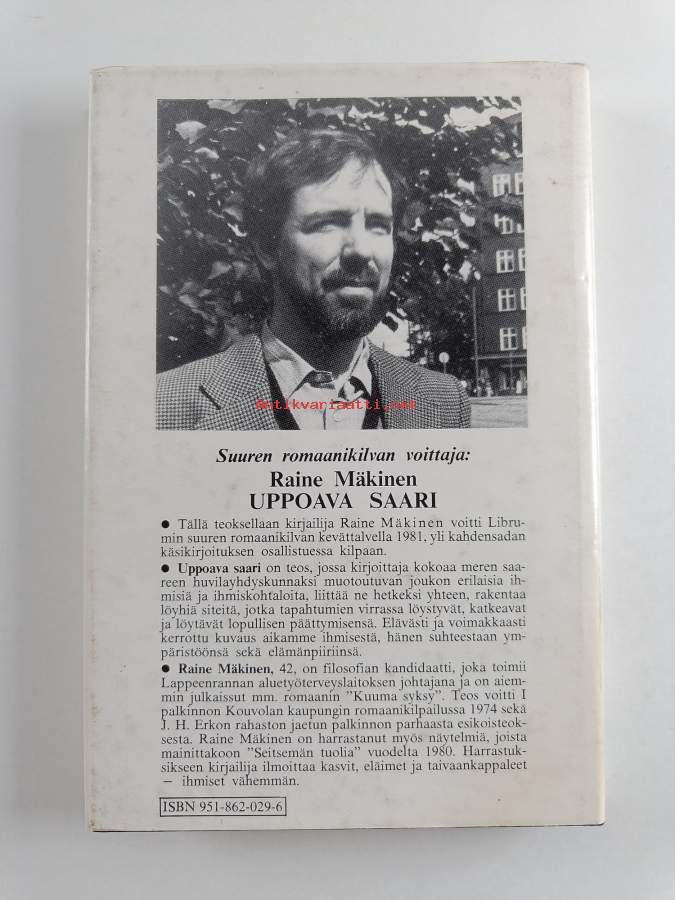 antikvariaatti.net
Suuren romaanikilvan voittaja:
Raine Mäkinen
UPPOAVA SAARI
● Tällä teoksellaan kirjailija Raine Mäkinen voitti Libru-
min suuren romaanikilvan kevättalvella 1981, yli kahdensadan
käsikirjoituksen osallistuessa kilpaan.
● Uppoava saari on teos, jossa kirjoittaja kokoaa meren saa-
reen huvilayhdyskunnaksi muotoutuvan joukon erilaisia ih-
misiä ja ihmiskohtaloita, liittää ne hetkeksi yhteen, rakentaa
löyhiä siteitä, jotka tapahtumien virrassa löystyvät, katkeavat
ja löytävät lopullisen päättymisensä. Elävästi ja voimakkaasti
kerrottu kuvaus aikamme ihmisestä, hänen suhteestaan ym-
päristöönsä sekä elämänpiiriinsä.
● Raine Mäkinen, 42, on filosofian kandidaatti, joka toimii
Lappeenrannan aluetyöterveyslaitoksen johtajana ja on aiem-
min julkaissut mm. romaanin "Kuuma syksy". Teos voitti I
palkinnon Kouvolan kaupungin romaanikilpailussa 1974 sekä
J. H. Erkon rahaston jaetun palkinnon parhaasta esikoisteok-
sesta. Raine Mäkinen on harrastanut myös näytelmiä, joista
mainittakoon "Seitsemän tuolia" vuodelta 1980. Harrastuk-
sikseen kirjailija ilmoittaa kasvit, eläimet ja taivaankappaleet
— ihmiset vähemmän.
ISBN 951-862-029-6